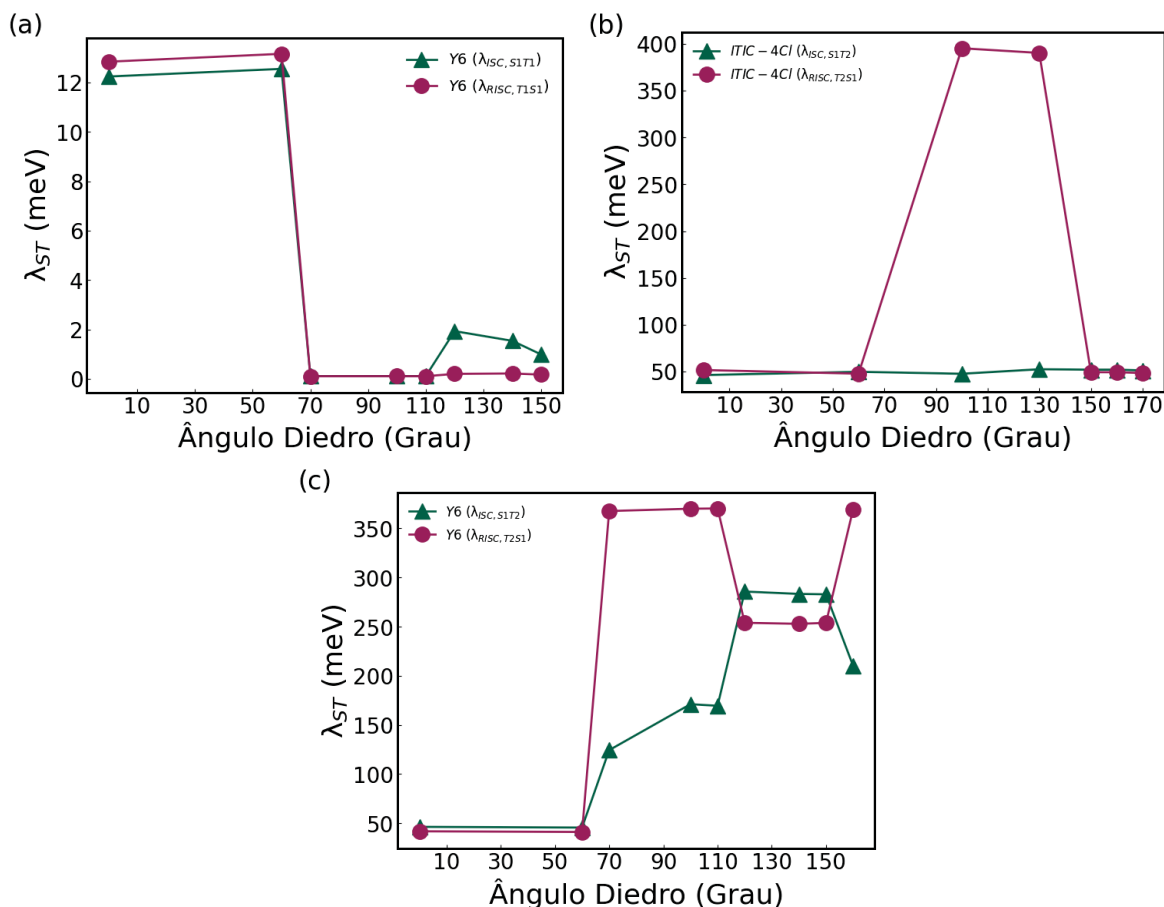 (a)
Y6 (λISC, S1T1)
Y6 (λRISC, T1S1)
12
10
8
6
4
2
0
λST (meV)
10 30 50 70 90 110 130 150
Ângulo Diedro (Grau)
(b)
ITIC − 4Cl (λISC, S1T2)
ITIC − 4Cl (λRISC, T2S1)
400
350
300
250
200
150
100
50
λST (meV)
10 30 50 70 90 110 130 150 170
Ângulo Diedro (Grau)
(c)
Y6 (λISC, S1T2)
Y6 (λRISC, T2S1)
350
300
250
200
150
100
50
λST (meV)
10 30 50 70 90 110 130 150
Ângulo Diedro (Grau)